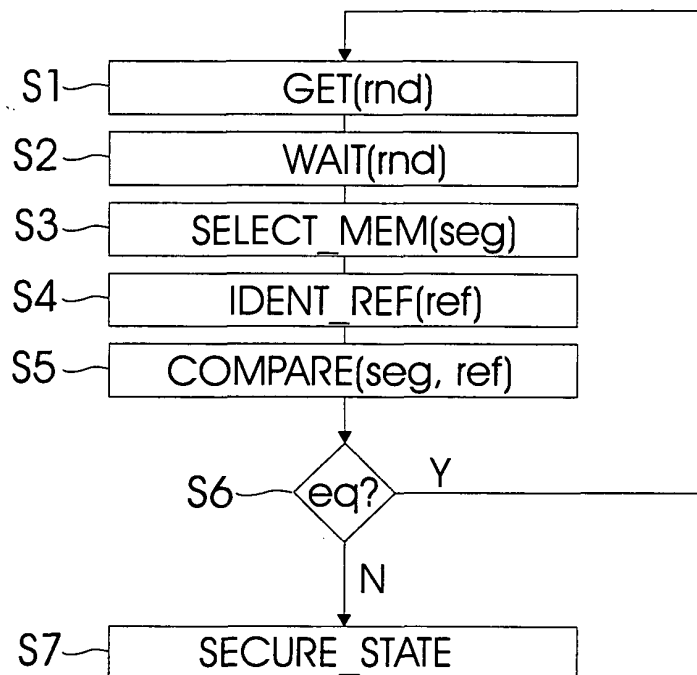 S1 GET(rnd)
S2 WAIT(rnd)
S3 SELECT_MEM(seg)
S4 IDENT_REF(ref)
S5 COMPARE(seg, ref)
S6 eq? Y
N
S7 SECURE_STATE